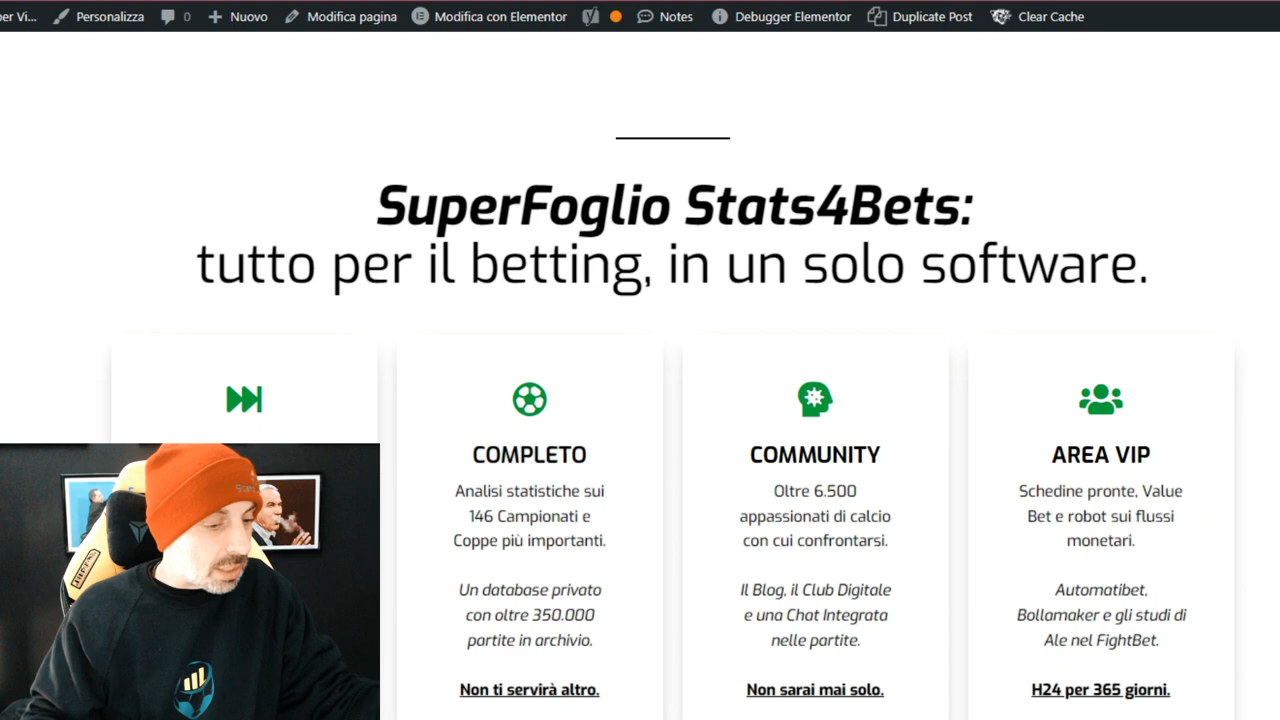 Personalizza
0
Nuovo
Modifica pagina
Modifica con Elementor
Notes
Debugger Elementor
Duplicate Post
Clear Cache
SuperFoglio Stats4Bets:
tutto per il betting, in un solo software.
COMPLETO
Analisi statistiche sui
146 Campionati e
Coppe più importanti.
Un database privato
con oltre 350.000
partite in archivio.
Non ti servirà altro.
COMMUNITY
Oltre 6.500
appassionati di calcio
con cui confrontarsi.
Il Blog, il Club Digitale
e una Chat Integrata
nelle partite.
Non sarai mai solo.
AREA VIP
Schedine pronte, Value
Bet e robot sui flussi
monetari.
Automatibet,
Bollamaker e gli studi di
Ale nel FightBet.
H24 per 365 giorni.